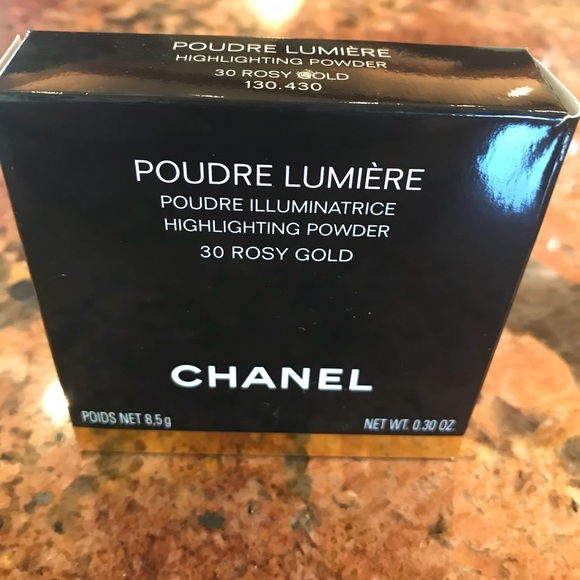 POUDRE LUMIÈRE
HIGHLIGHTING POWDER
30 ROSY GOLD
130.430
POUDRE LUMIÈRE
POUDRE ILLUMINATRICE
HIGHLIGHTING POWDER
30 ROSY GOLD
CHANEL
POIDS NET 8,5 g
NET WT. 0.30 OZ.